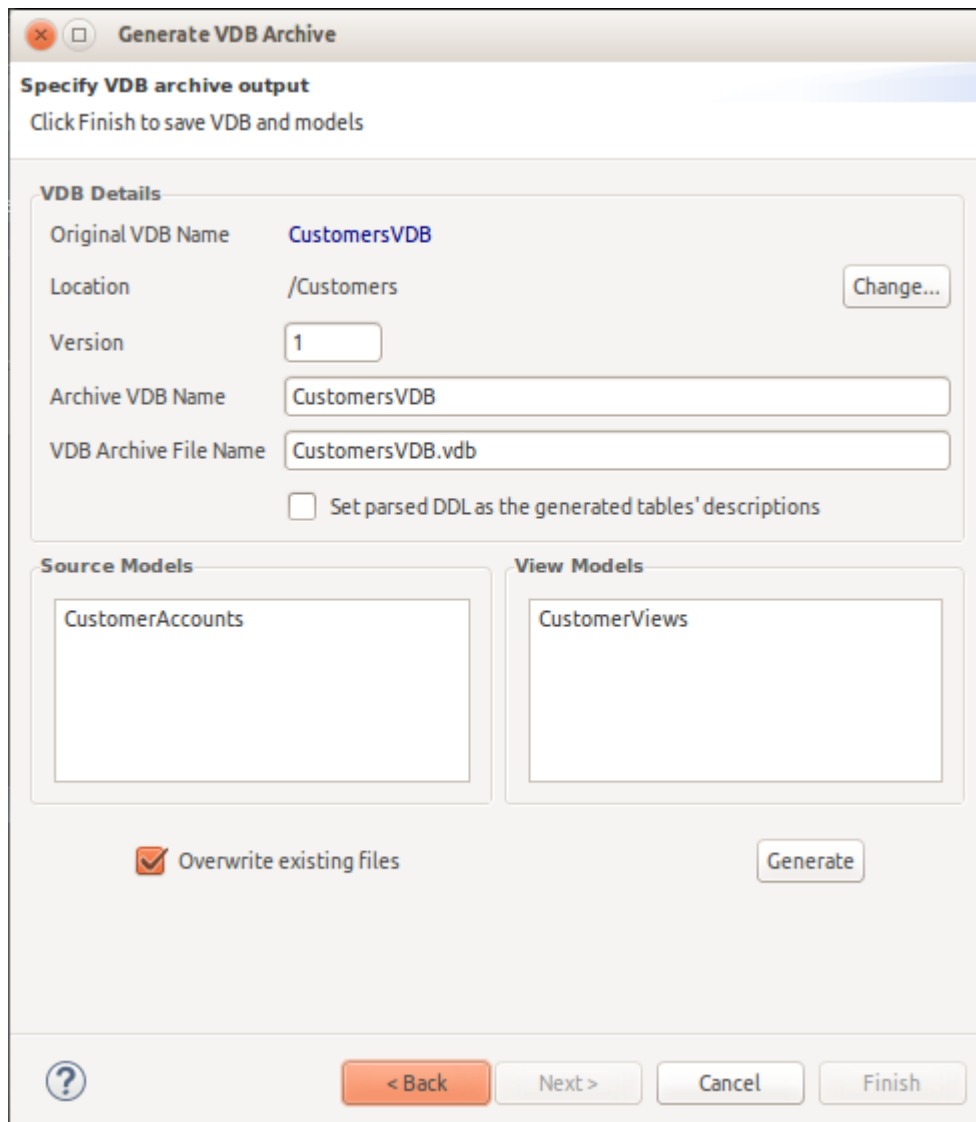 Generate VDB Archive
Specify VDB archive output
Click Finish to save VDB and models
VDB Details
Original VDB Name CustomersVDB
Location /Customers Change...
Version 1
Archive VDB Name CustomersVDB
VDB Archive File Name CustomersVDB.vdb
Set parsed DDL as the generated tables' descriptions
Source Models View Models
CustomerAccounts CustomerViews
Overwrite existing files Generate
? < Back Next > Cancel Finish